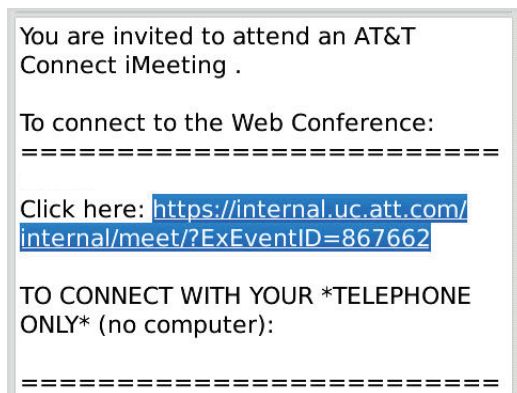 You are invited to attend an AT&T
Connect iMeeting .
To connect to the Web Conference:
=========================
Click here: https://internal.uc.att.com/
internal/meet/?ExEventID=867662
TO CONNECT WITH YOUR *TELEPHONE
ONLY* (no computer):
=========================